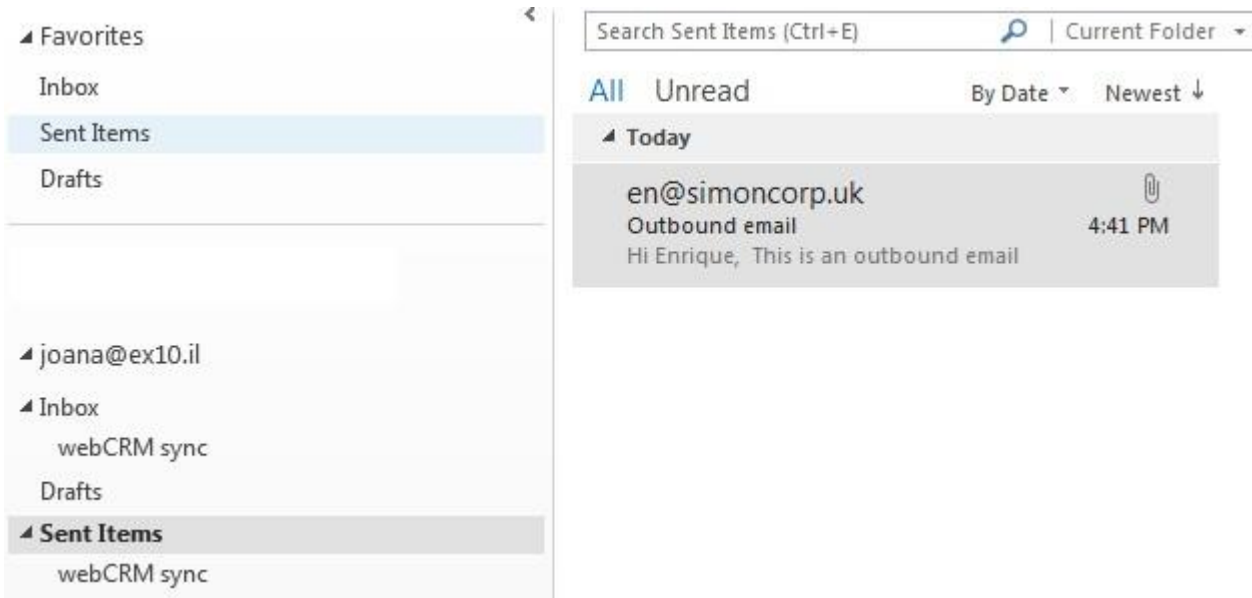 Favorites
Inbox
Sent Items
Drafts
joana@ex10.il
Inbox
webCRM sync
Drafts
Sent Items
webCRM sync
Search Sent Items (Ctrl+E) Current Folder
All Unread By Date Newest
Today
en@simoncorp.uk
Outbound email 4:41 PM
Hi Enrique, This is an outbound email